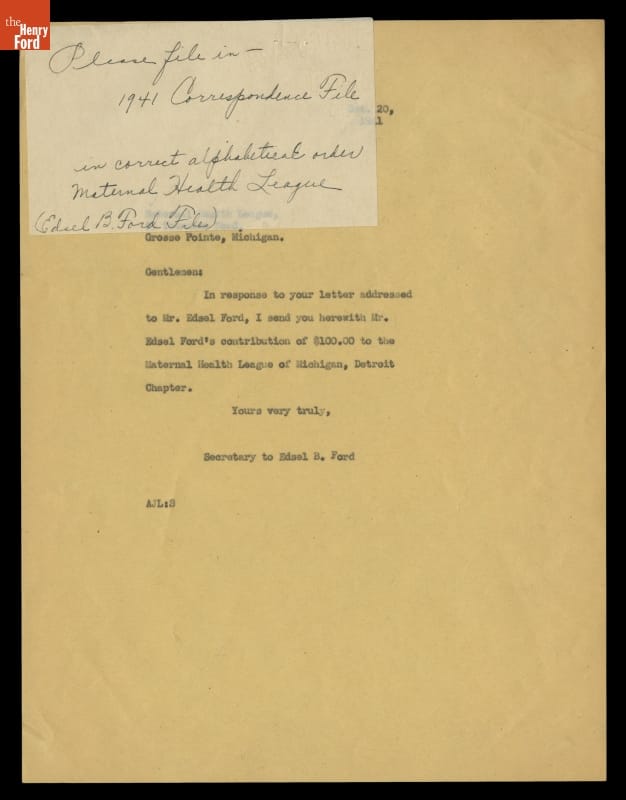 the
Henry
Ford
Please file in —
1941 Correspondence File
in correct alphabetical order
Maternal Health League
(Edsel B. Ford Files)
20,
Health League,
Grosse Pointe, Michigan.
Gentlemen:
In response to your letter addressed
to Mr. Edsel Ford, I send you herewith Mr.
Edsel Ford's contribution of $100.00 to the
Maternal Health League of Michigan, Detroit
Chapter.
Yours very truly,
Secretary to Edsel B. Ford
AJL:S